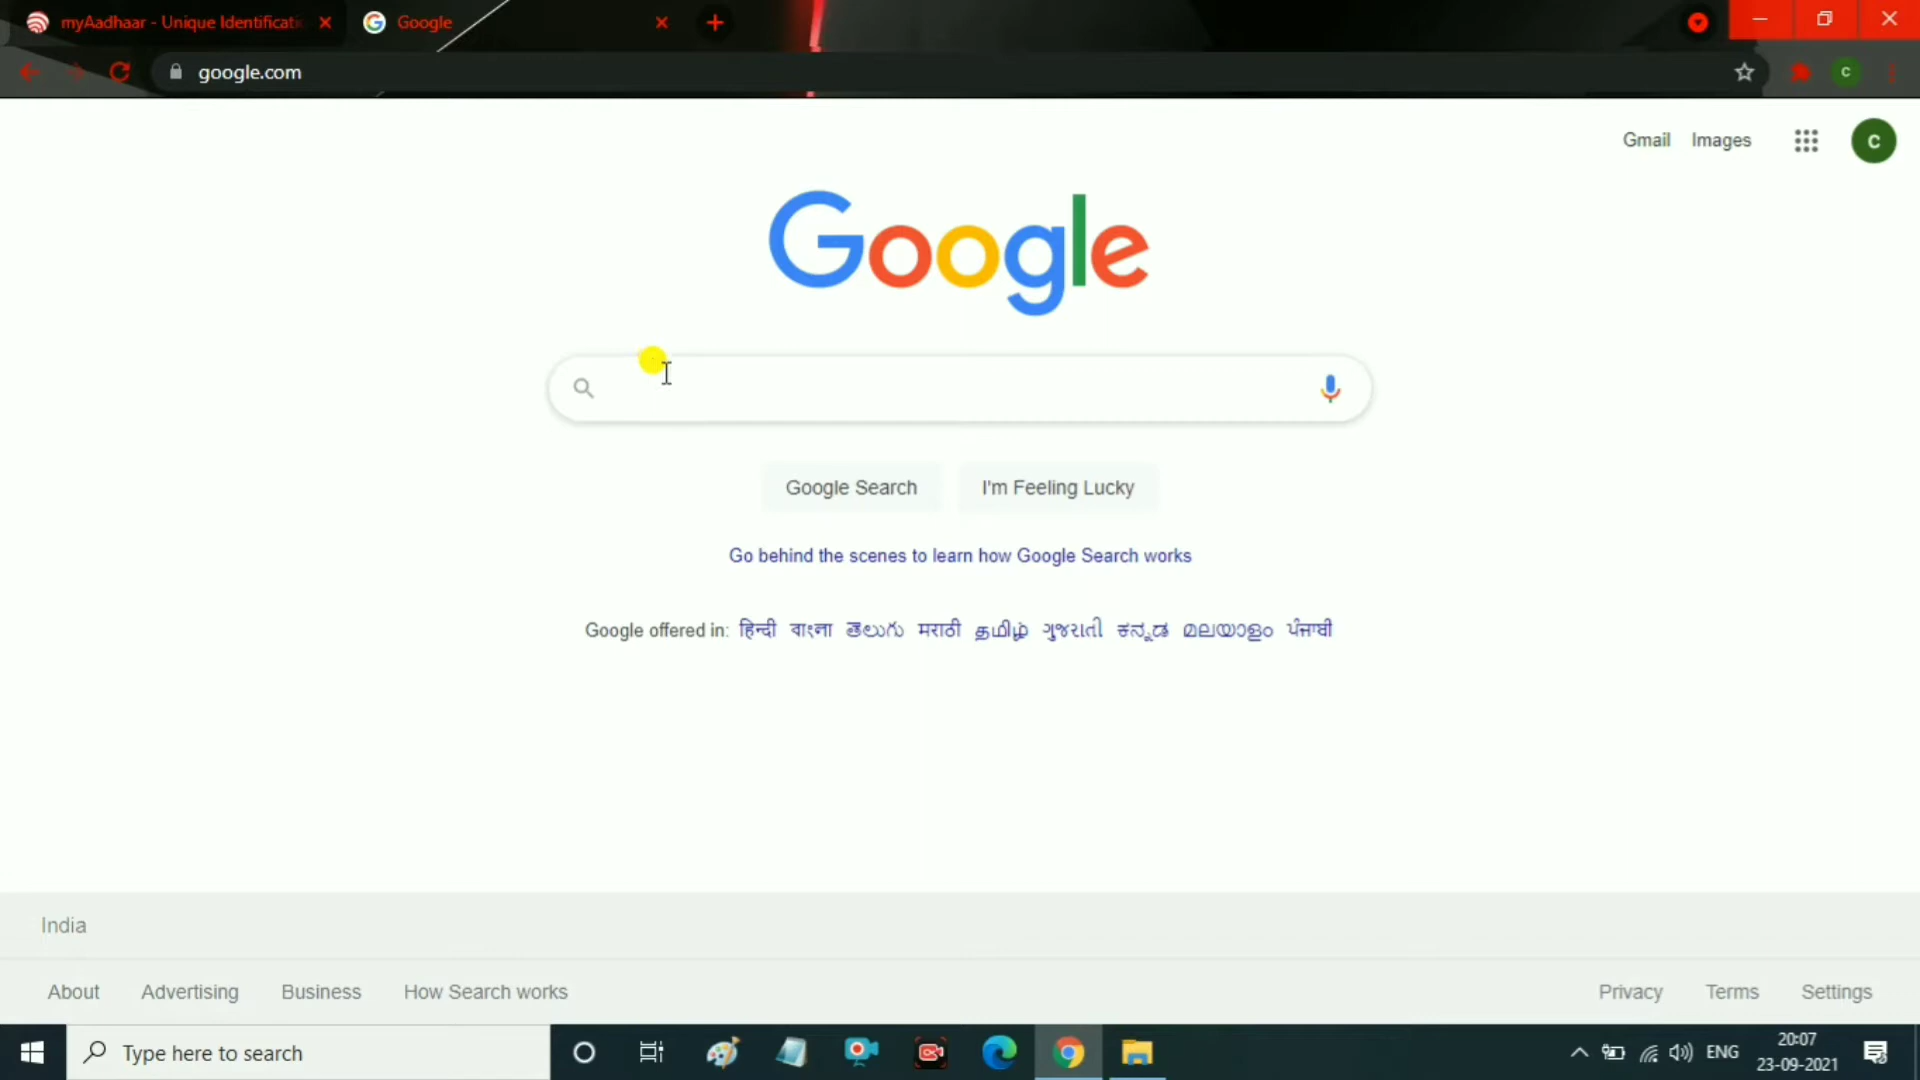 myAadhaar - Unique Identificati
Google
google.com
Gmail Images
C
C
Google
Google Search
I'm Feeling Lucky
Go behind the scenes to learn how Google Search works
Google offered in: हिन्दी বাংলা తెలుగు मराठी தமிழ் ગુજરાતી ಕನ್ನಡ മലയാളം ਪੰਜਾਬੀ
India
About Advertising Business How Search works
Privacy Terms Settings
Type here to search
ENG
20:07
23-09-2021